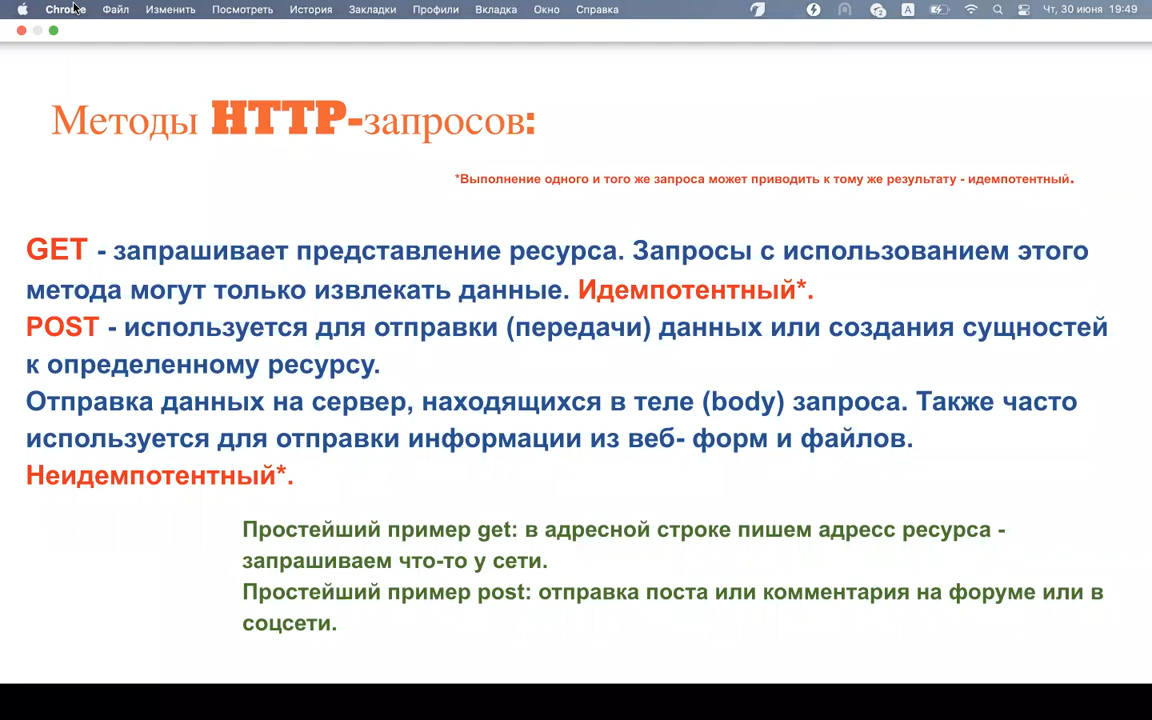 Chrome Файл Изменить Посмотреть История Закладки Профили Вкладка Окно Справка A Чт, 30 июня 19:49
Методы HTTP-запросов:
*Выполнение одного и того же запроса может приводить к тому же результату - идемпотентный.
GET - запрашивает представление ресурса. Запросы с использованием этого
метода могут только извлекать данные. Идемпотентный*.
POST - используется для отправки (передачи) данных или создания сущностей
к определенному ресурсу.
Отправка данных на сервер, находящихся в теле (body) запроса. Также часто
используется для отправки информации из веб- форм и файлов.
Неидемпотентный*.
Простейший пример get: в адресной строке пишем адресс ресурса -
запрашиваем что-то у сети.
Простейший пример post: отправка поста или комментария на форуме или в
соцсети.